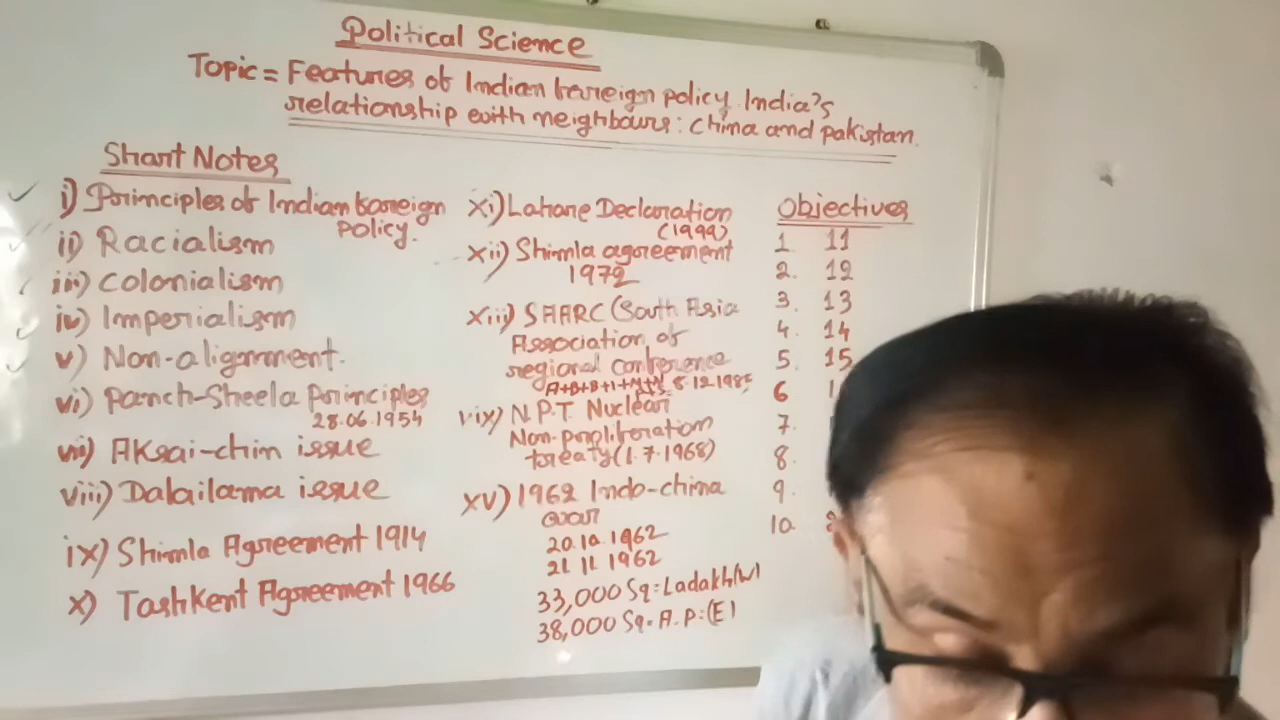 Political Science
Topic = Features of Indian foreign policy India's
relationship with neighbours: China and pakistan.
Short Notes
i) Principles of Indian foreign
policy.
ii) Racialism
iii) Colonialism
iv) Imperialism
v) Non-alignment.
vi) Panch-Sheela Principles
28.06.1954
vii) Aksai-chin issue
viii) Dalailama issue
ix) Shimla Agreement 1914
x) Tashkent Agreement 1966
xi) Lahore Declaration
(1999)
xii) Shimla agreement
1972
xiii) SAARC (South Asia
Association of
regional conference
8.12.1985
vix) N.P.T. Nuclear
Non-proliferation
treaty (1.7.1968)
xv) 1962 Indo-china
war
20.10.1962
21.11.1962
33,000 Sq = Ladakh(W)
38,000 Sq = A.P:(E)
Objectives
1. 11
2. 12
3. 13
4. 14
5. 15
6
7.
8.
9.
10.